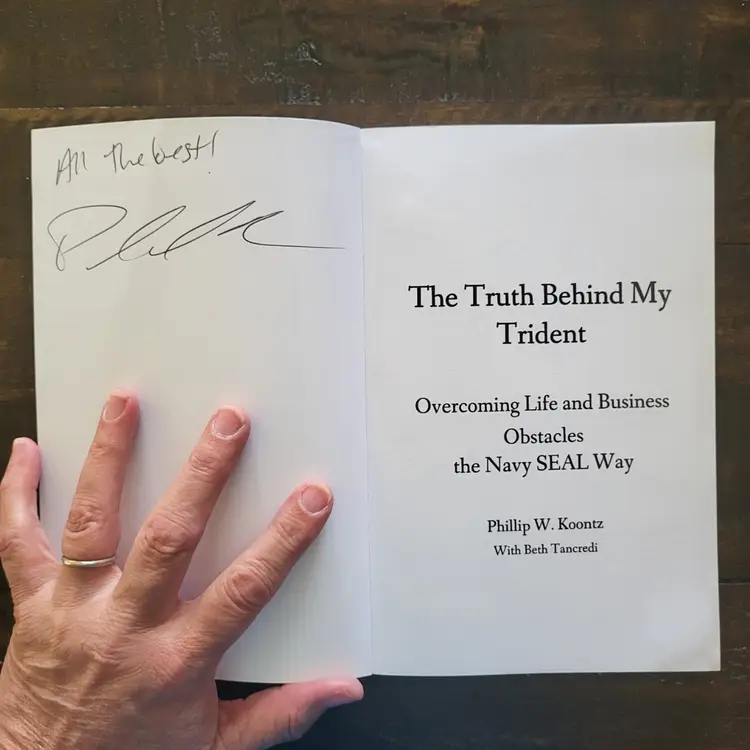 All the best!
The Truth Behind My
Trident
Overcoming Life and Business
Obstacles
the Navy SEAL Way
Phillip W. Koontz
With Beth Tancredi